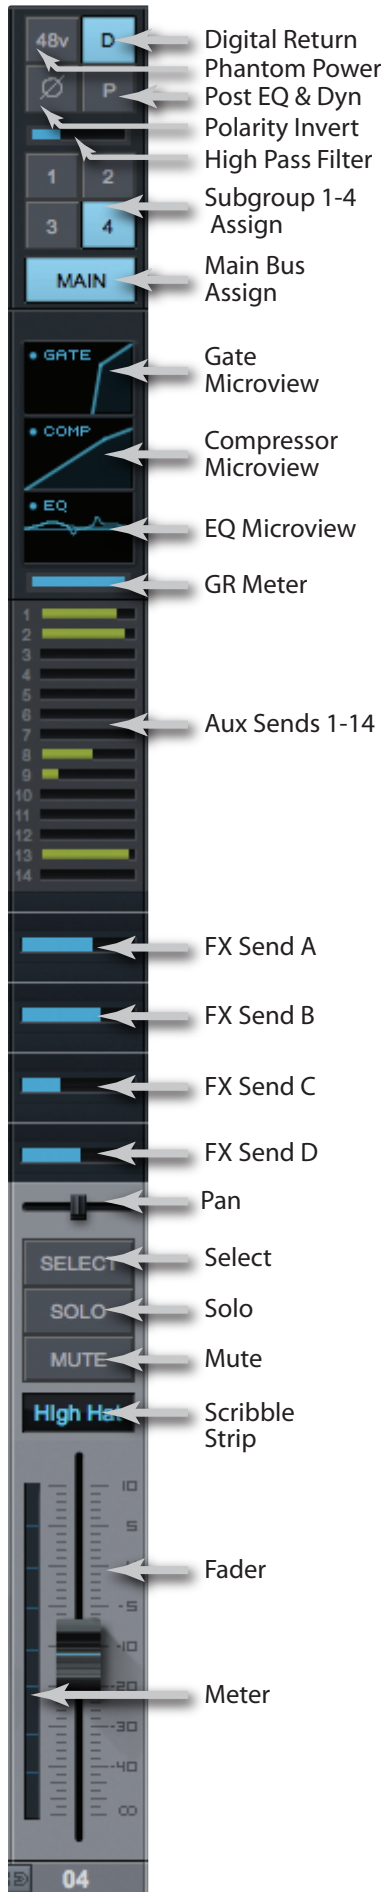 48v D Digital Return
Phantom Power
Ø P Post EQ & Dyn
Polarity Invert
High Pass Filter
1 2
Subgroup 1-4
3 4 Assign
MAIN Main Bus
Assign
GATE Gate
Microview
COMP Compressor
Microview
EQ EQ Microview
GR Meter
1
2
3
4
5
6
7 Aux Sends 1-14
8
9
10
11
12
13
14
FX Send A
FX Send B
FX Send C
FX Send D
Pan
SELECT Select
SOLO Solo
MUTE Mute
High Hat Scribble
Strip
10
5
Fader
-5
-10
-20 Meter
-30
-40
∞
04